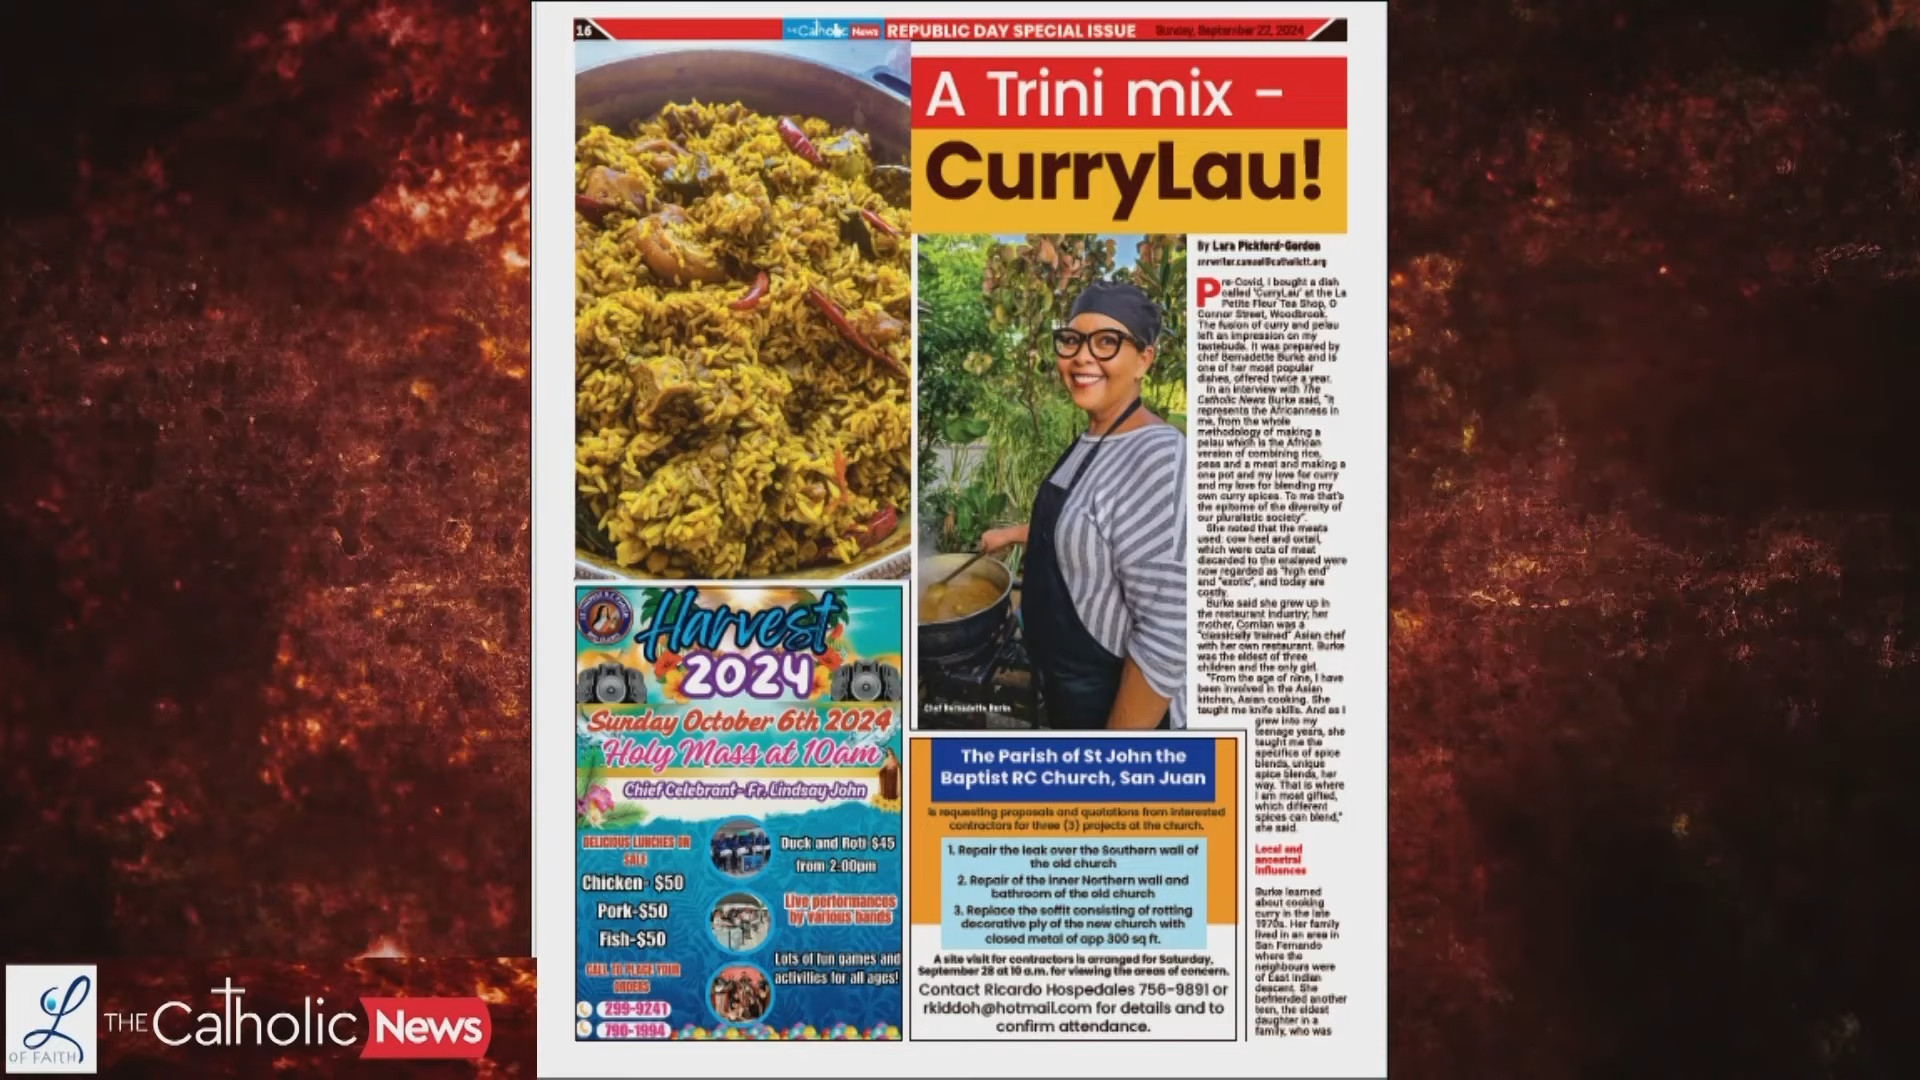 16
The Catholic News
REPUBLIC DAY SPECIAL ISSUE
Sunday, September 22, 2024
A Trini mix -
CurryLau!
By Lara Pickford-Gordon
snrwriter.camsel@catholictt.org
Pre-Covid, I bought a dish
called 'CurryLau' at the La
Petite Fleur Tea Shop, O
Connor Street, Woodbrook.
The fusion of curry and pelau
left an impression on my
tastebuds. It was prepared by
chef Bernadette Burke and is
one of her most popular
dishes, offered twice a year.
In an interview with The
Catholic News Burke said, "it
represents the Africanness in
me, from the whole
methodology of making a
pelau which is the African
version of combining rice,
peas and a meat and making a
one pot and my love for curry
and my love for blending my
own curry spices. To me that's
the epitome of the diversity of
our pluralistic society".
She noted that the meats
used: cow heel and oxtail,
which were cuts of meat
discarded to the enslaved were
now regarded as "high end"
and "exotic", and today are
costly.
Burke said she grew up in
the restaurant industry; her
mother, Comian was a
"classically trained" Asian chef
with her own restaurant. Burke
was the eldest of three
children and the only girl.
"From the age of nine, I have
been involved in the Asian
kitchen, Asian cooking. She
taught me knife skills. And as I
grew into my
teenage years, she
taught me the
specifics of spice
blends, unique
spice blends, her
way. That is where
I am most gifted,
which different
spices can blend,"
she said.
Local and
ancestral
influences
Burke learned
about cooking
curry in the late
1970s. Her family
lived in an area in
San Fernando
where the
neighbours were
of East Indian
descent. She
befriended another
teen, the eldest
daughter in a
family, who was
Chef Bernadette Burke
Harvest
2024
Sunday October 6th 2024
Holy Mass at 10am
Chief Celebrant- Fr. Lindsay John
DELICIOUS LUNCHES ON
SALE
Chicken- $50
Pork-$50
Fish-$50
CALL TO PLACE YOUR
ORDERS
299-9241
790-1994
Duck and Roti $45
from 2:00pm
Live performances
by various bands
Lots of fun games and
activities for all ages!
The Parish of St John the
Baptist RC Church, San Juan
is requesting proposals and quotations from interested
contractors for three (3) projects at the church.
1. Repair the leak over the Southern wall of
the old church
2. Repair of the inner Northern wall and
bathroom of the old church
3. Replace the soffit consisting of rotting
decorative ply of the new church with
closed metal of app 300 sq ft.
A site visit for contractors is arranged for Saturday,
September 28 at 10 a.m. for viewing the areas of concern.
Contact Ricardo Hospedales 756-9891 or
rkiddoh@hotmail.com for details and to
confirm attendance.
L
OF FAITH
THE Catholic News